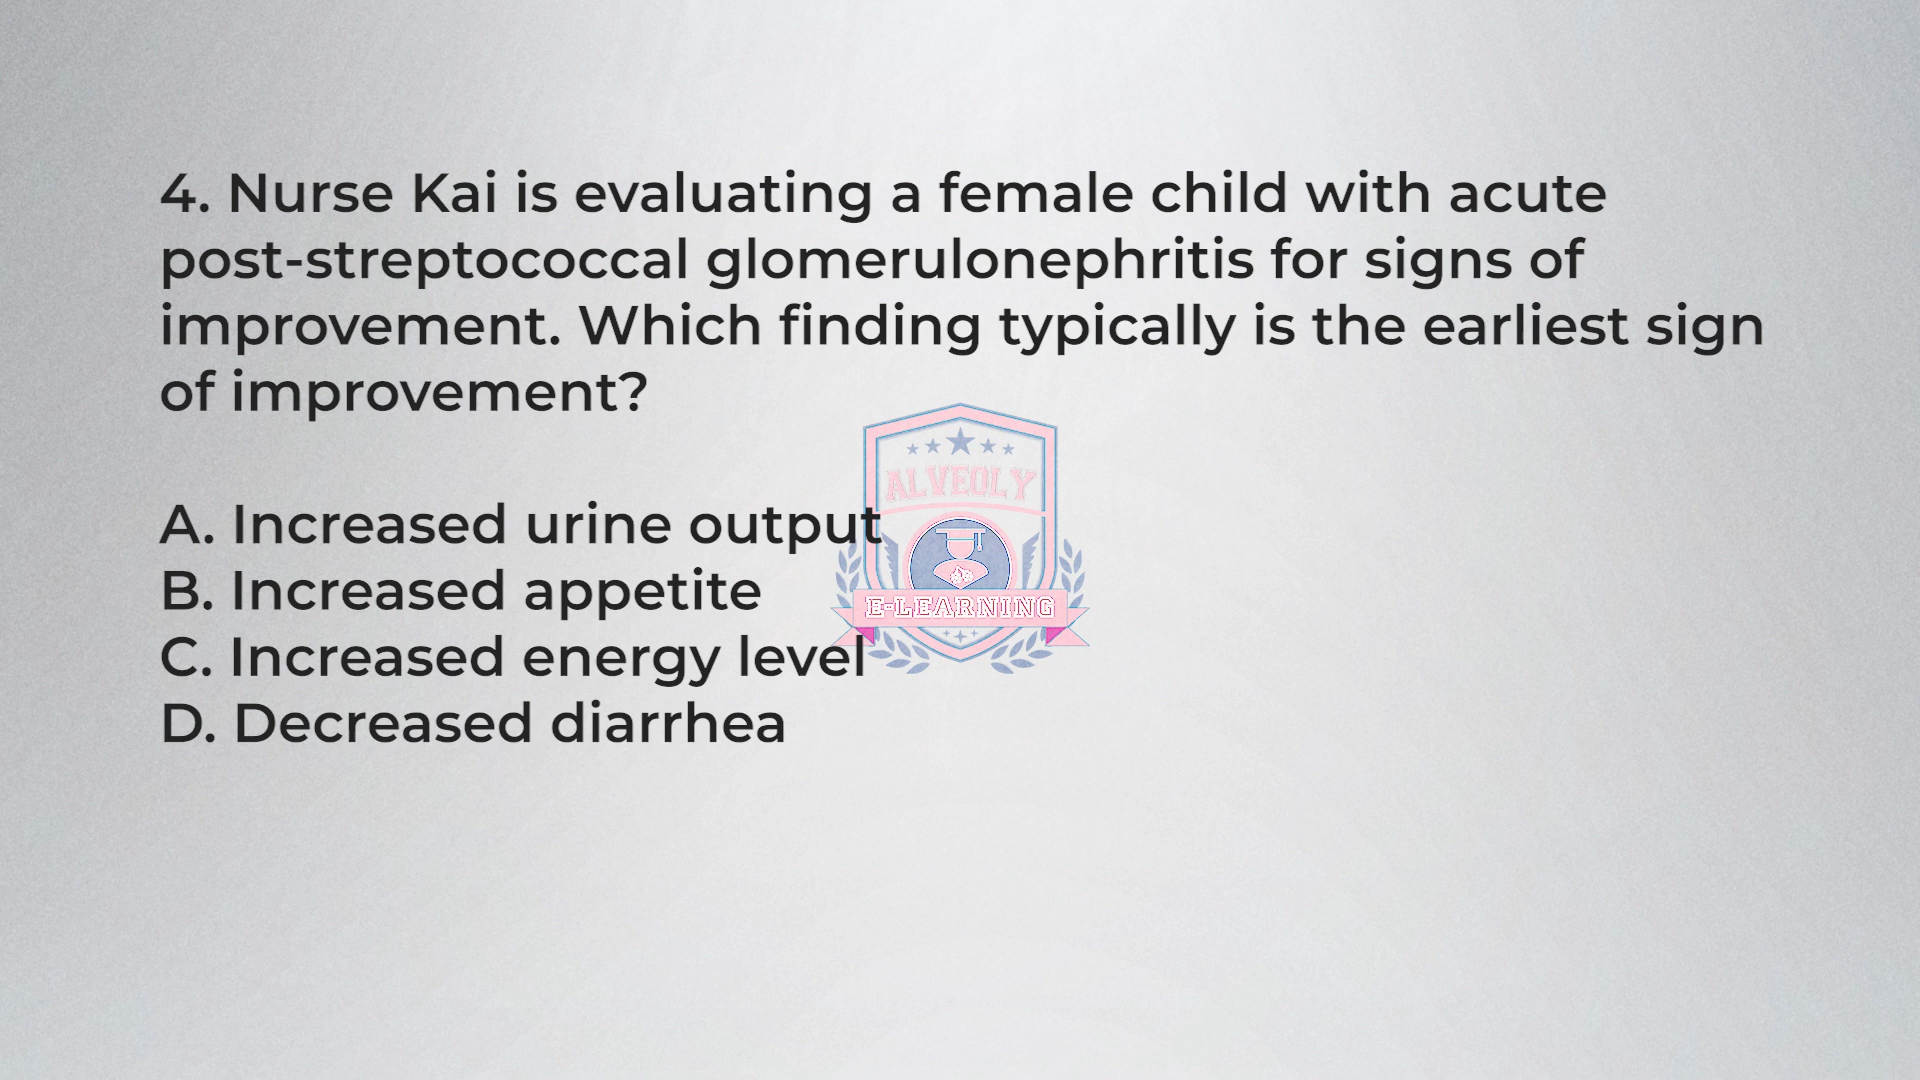 4. Nurse Kai is evaluating a female child with acute
post-streptococcal glomerulonephritis for signs of
improvement. Which finding typically is the earliest sign
of improvement?
ALVEOLY
A. Increased urine output
B. Increased appetite
E-LEARNING
C. Increased energy level
D. Decreased diarrhea